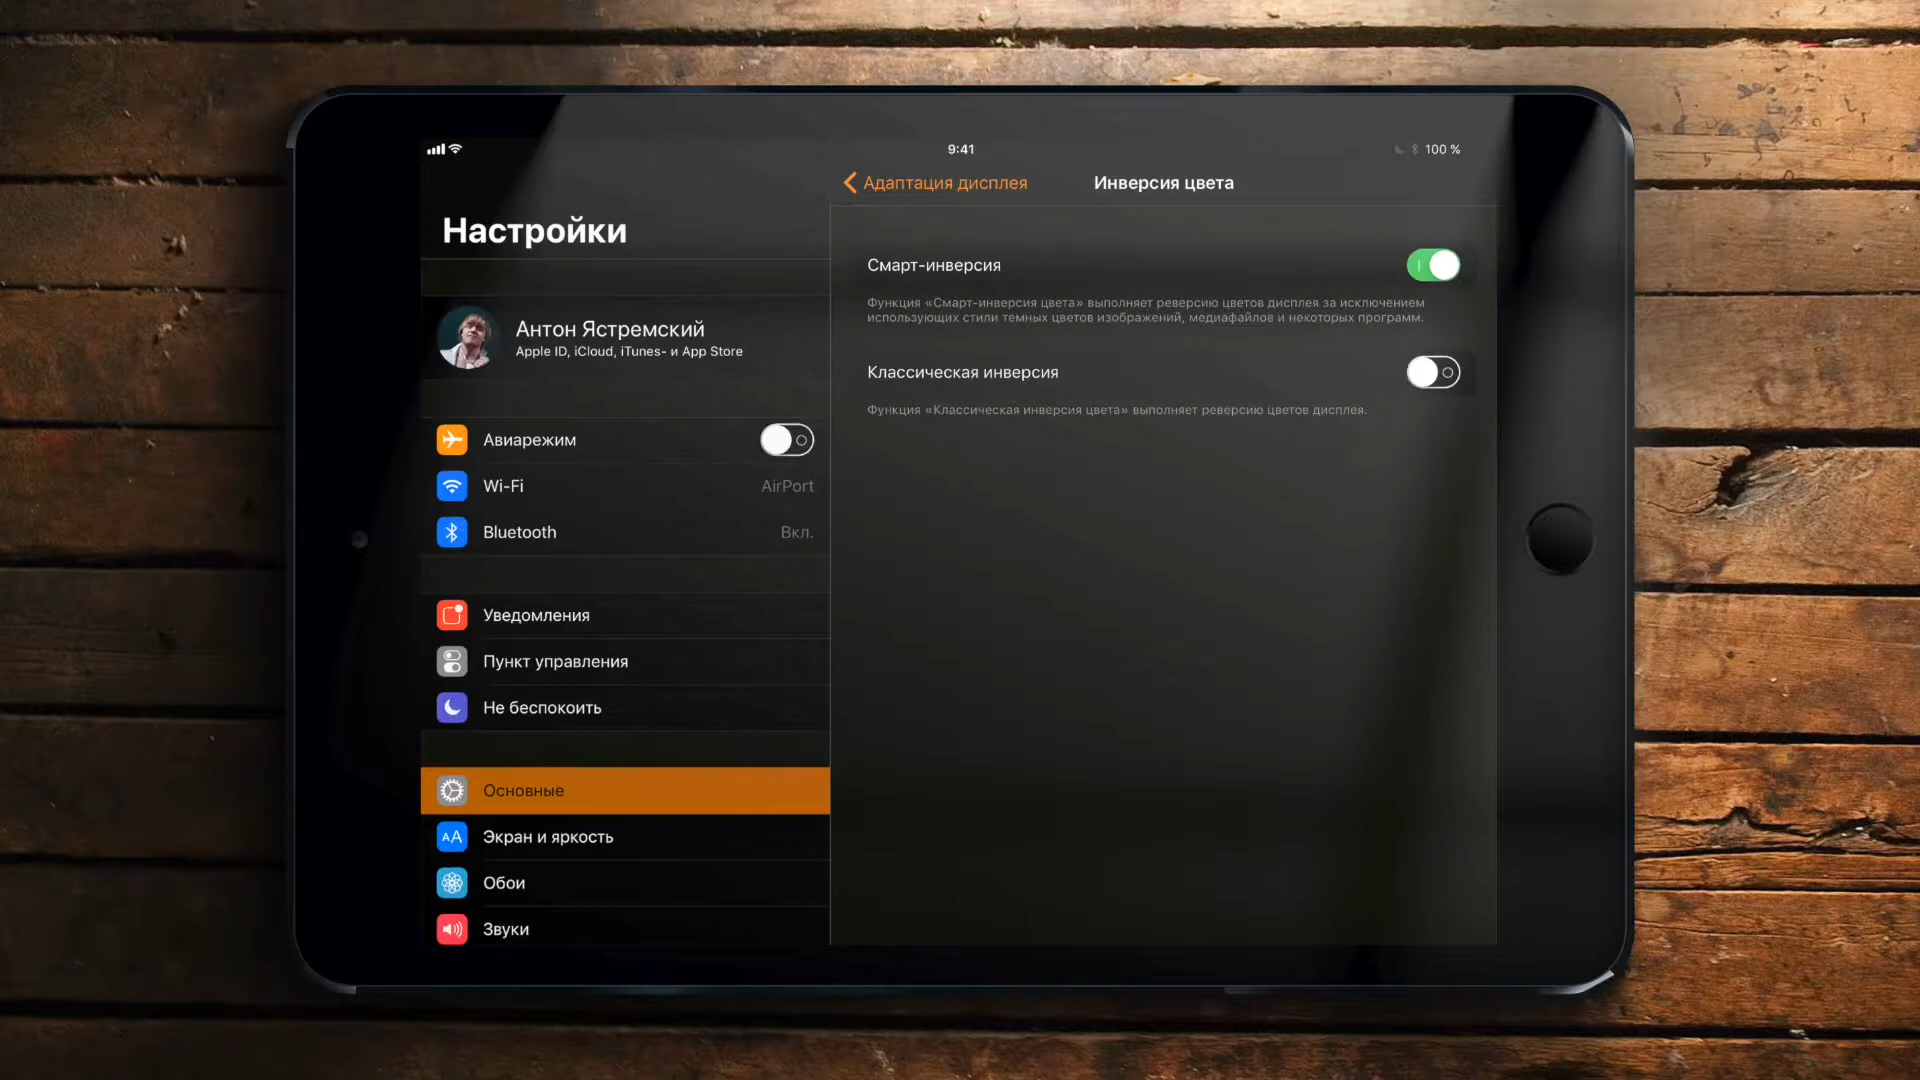 9:41
100 %
Адаптация дисплея
Инверсия цвета
Настройки
Смарт-инверсия
Функция «Смарт-инверсия цвета» выполняет реверсию цветов дисплея за исключением
использующих стили темных цветов изображений, медиафайлов и некоторых программ.
Антон Ястремский
Apple ID, iCloud, iTunes- и App Store
Классическая инверсия
Функция «Классическая инверсия цвета» выполняет реверсию цветов дисплея.
Авиарежим
Wi-Fi AirPort
Bluetooth Вкл.
Уведомления
Пункт управления
Не беспокоить
Основные
AA Экран и яркость
Обои
Звуки